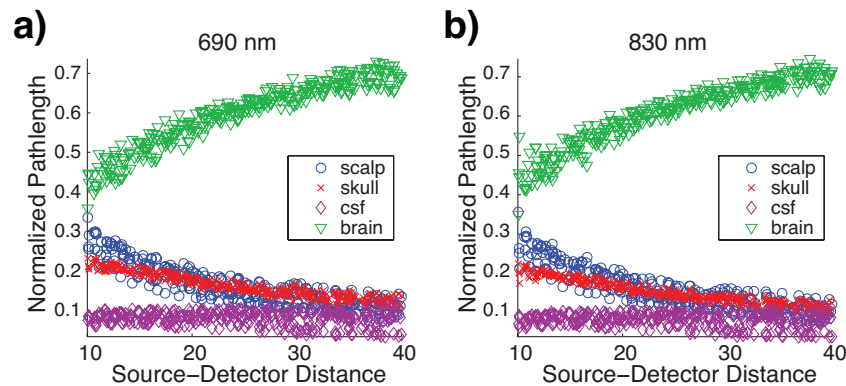 a)
690 nm
Normalized Pathlength
0.7
0.6
0.5
0.4
0.3
0.2
0.1
scalp
skull
csf
brain
10
20
30
40
Source-Detector Distance
b)
830 nm
Normalized Pathlength
0.7
0.6
0.5
0.4
0.3
0.2
0.1
scalp
skull
csf
brain
10
20
30
40
Source-Detector Distance